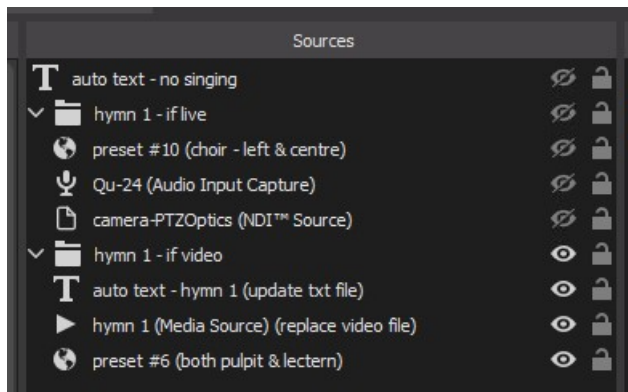 Sources
auto text - no singing
hymn 1 - if live
preset #10 (choir - left & centre)
Qu-24 (Audio Input Capture)
camera-PTZOptics (NDI™ Source)
hymn 1 - if video
auto text - hymn 1 (update txt file)
hymn 1 (Media Source) (replace video file)
preset #6 (both pulpit & lectern)